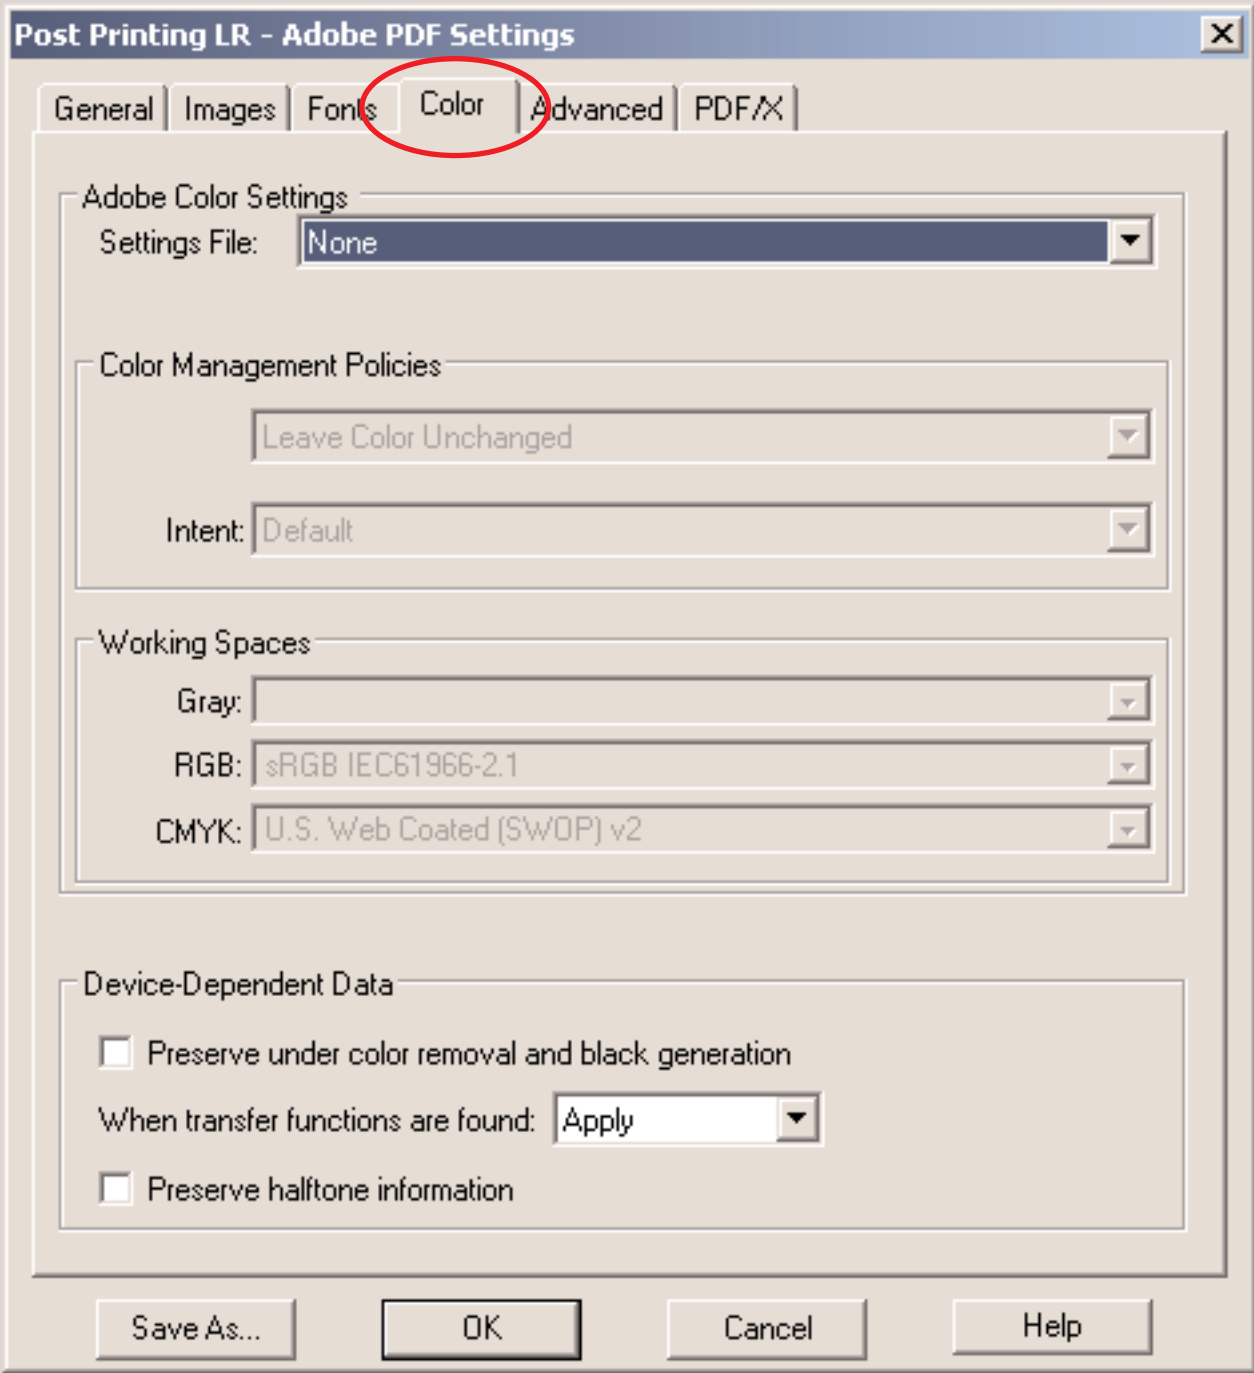 Post Printing LR - Adobe PDF Settings
General Images Fonts Color Advanced PDF/X
Adobe Color Settings
Settings File: None
Color Management Policies
Leave Color Unchanged
Intent: Default
Working Spaces
Gray:
RGB: sRGB IEC61966-2.1
CMYK: U.S. Web Coated (SWOP) v2
Device-Dependent Data
Preserve under color removal and black generation
When transfer functions are found: Apply
Preserve halftone information
Save As... OK Cancel Help